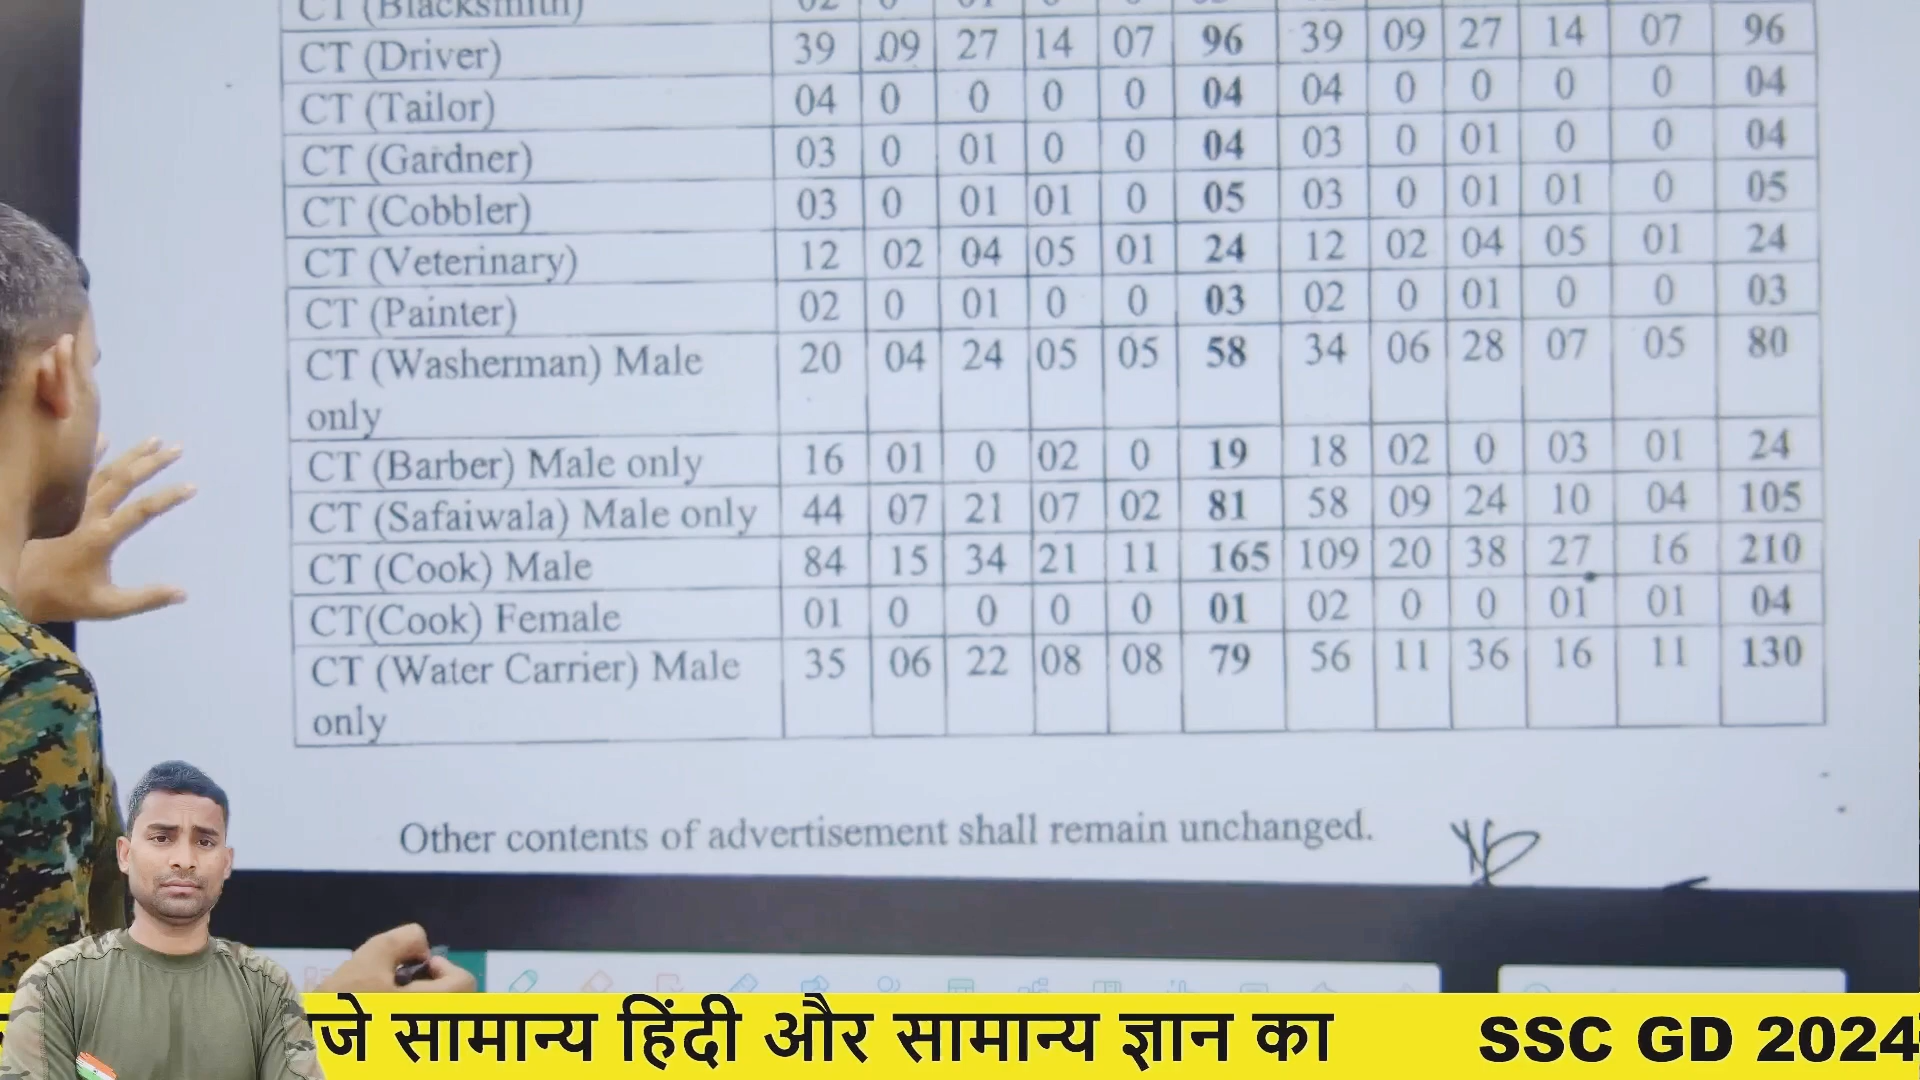 CT (Blacksmith) 02 0 01 0 0
CT (Driver) 39 09 27 14 07 96 39 09 27 14 07 96
CT (Tailor) 04 0 0 0 0 04 04 0 0 0 0 04
CT (Gardner) 03 0 01 0 0 04 03 0 01 0 0 04
CT (Cobbler) 03 0 01 01 0 05 03 0 01 01 0 05
CT (Veterinary) 12 02 04 05 01 24 12 02 04 05 01 24
CT (Painter) 02 0 01 0 0 03 02 0 01 0 0 03
CT (Washerman) Male 20 04 24 05 05 58 34 06 28 07 05 80
only
CT (Barber) Male only 16 01 0 02 0 19 18 02 0 03 01 24
CT (Safaiwala) Male only 44 07 21 07 02 81 58 09 24 10 04 105
CT (Cook) Male 84 15 34 21 11 165 109 20 38 27 16 210
CT(Cook) Female 01 0 0 0 0 01 02 0 0 01 01 04
CT (Water Carrier) Male 35 06 22 08 08 79 56 11 36 16 11 130
only
Other contents of advertisement shall remain unchanged.
जे सामान्य हिंदी और सामान्य ज्ञान का SSC GD 2024